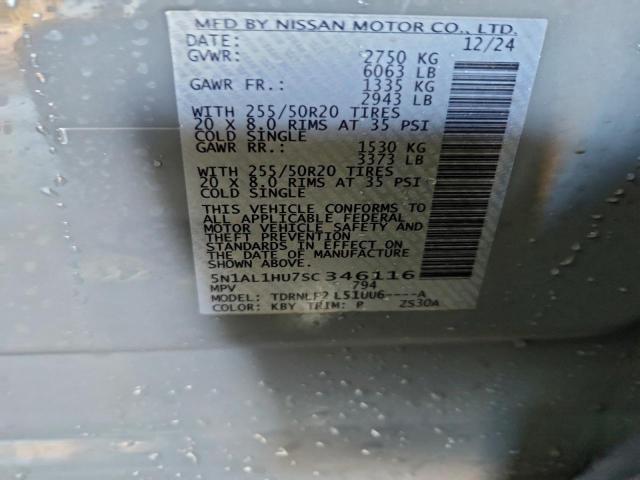 MFD BY NISSAN MOTOR CO., LTD.
DATE: 12/24
GVWR: 2750 KG
6063 LB
GAWR FR.: 1335 KG
2943 LB
WITH 255/50R20 TIRES
20 X 8.0 RIMS AT 35 PSI
COLD SINGLE
GAWR RR.: 1530 KG
3373 LB
WITH 255/50R20 TIRES
20 X 8.0 RIMS AT 35 PSI
COLD SINGLE
THIS VEHICLE CONFORMS TO
ALL APPLICABLE FEDERAL
MOTOR VEHICLE SAFETY AND
THEFT PREVENTION
STANDARDS IN EFFECT ON
THE DATE OF MANUFACTURE
SHOWN ABOVE.
5N1AL1HU7SC346116
MPV 794
MODEL: TDRNLF2 L51UU6----A
COLOR: KBY TRIM: P ZS30A